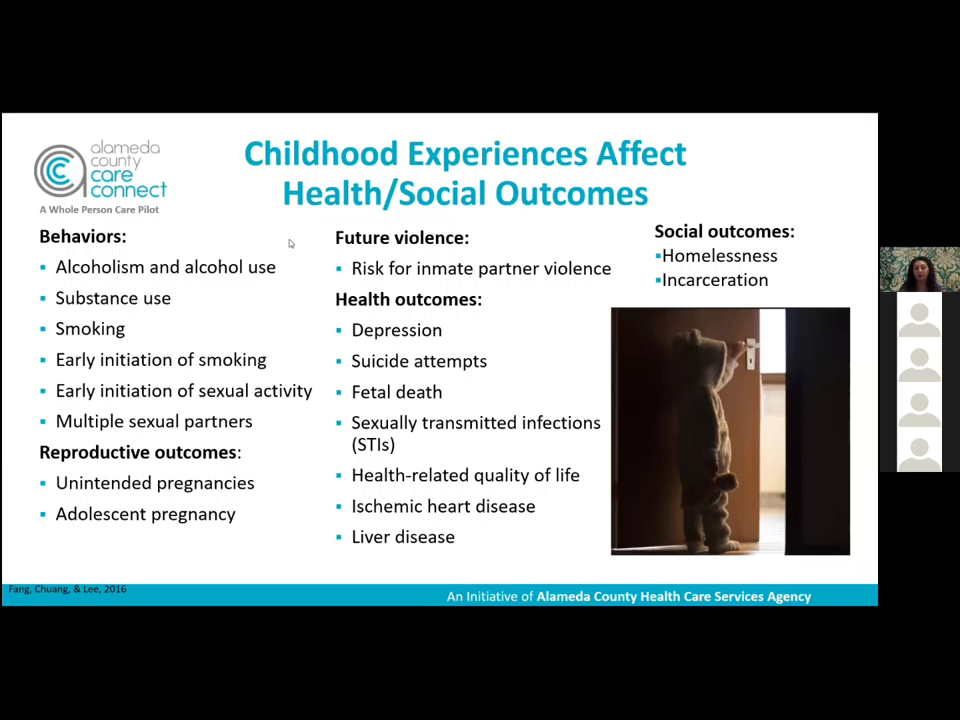 alameda
county
care
connect
A Whole Person Care Pilot
Childhood Experiences Affect
Health/Social Outcomes
Behaviors:
▪ Alcoholism and alcohol use
▪ Substance use
▪ Smoking
▪ Early initiation of smoking
▪ Early initiation of sexual activity
▪ Multiple sexual partners
Reproductive outcomes:
▪ Unintended pregnancies
▪ Adolescent pregnancy
Future violence:
▪ Risk for inmate partner violence
Health outcomes:
▪ Depression
▪ Suicide attempts
▪ Fetal death
▪ Sexually transmitted infections
(STIs)
▪ Health-related quality of life
▪ Ischemic heart disease
▪ Liver disease
Social outcomes:
▪Homelessness
▪Incarceration
Fang, Chuang, & Lee, 2016
An Initiative of Alameda County Health Care Services Agency